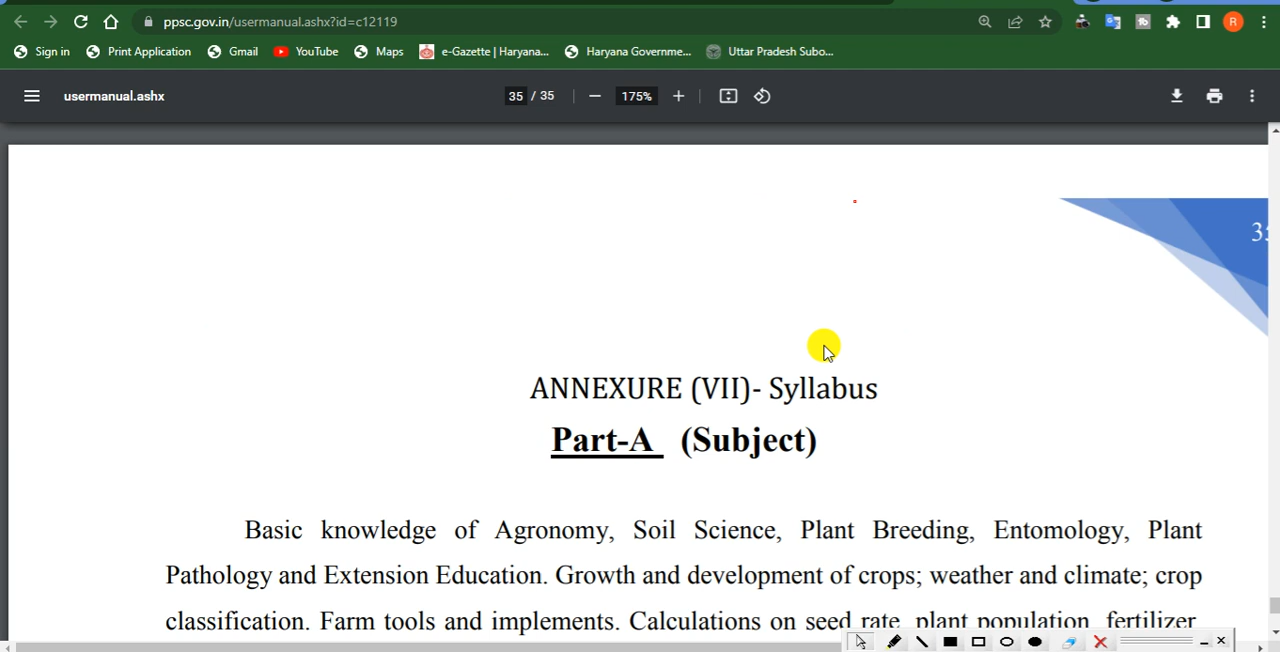 ppsc.gov.in/usermanual.ashx?id=c12119
R
Sign in Print Application Gmail YouTube Maps e-Gazette | Haryana... Haryana Governme... Uttar Pradesh Subo...
usermanual.ashx 35 / 35 175%
ANNEXURE (VII)- Syllabus
Part-A (Subject)
Basic knowledge of Agronomy, Soil Science, Plant Breeding, Entomology, Plant
Pathology and Extension Education. Growth and development of crops; weather and climate; crop
classification. Farm tools and implements. Calculations on seed rate, plant population, fertilizer